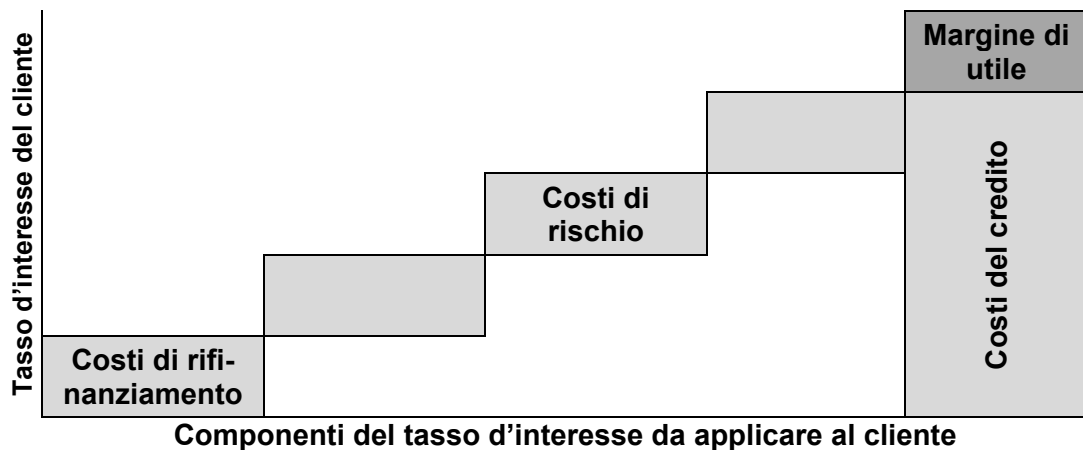 Tasso d'interesse del cliente
Margine di
utile
Costi di
rischio
Costi del credito
Costi di rifi-
nanziamento
Componenti del tasso d'interesse da applicare al cliente